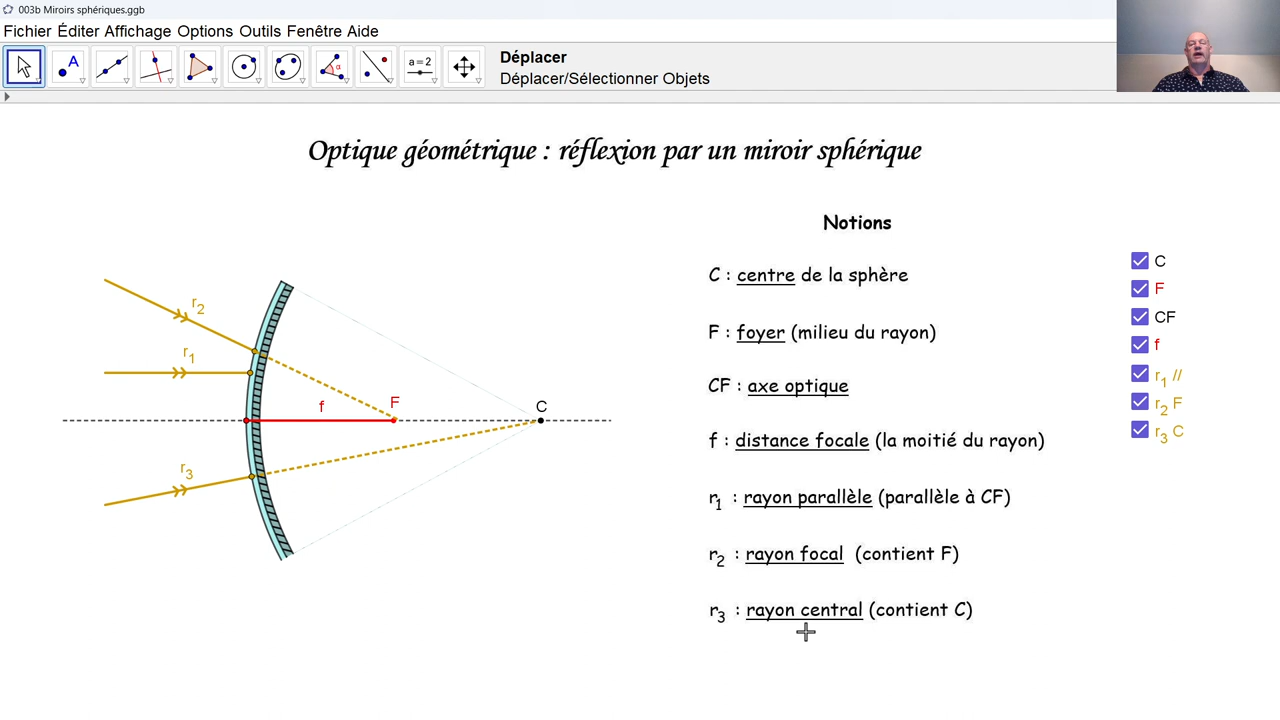 003b Miroirs sphériques.ggb
Fichier Éditer Affichage Options Outils Fenêtre Aide
A
α
a=2
Déplacer
Déplacer/Sélectionner Objets
Optique géométrique : réflexion par un miroir sphérique
Notions
C : centre de la sphère
F : foyer (milieu du rayon)
CF : axe optique
f : distance focale (la moitié du rayon)
r1 : rayon parallèle (parallèle à CF)
r2 : rayon focal (contient F)
r3 : rayon central (contient C)
r2
r1
f
F
C
r3
C
F
CF
f
r1 //
r2 F
r3 C